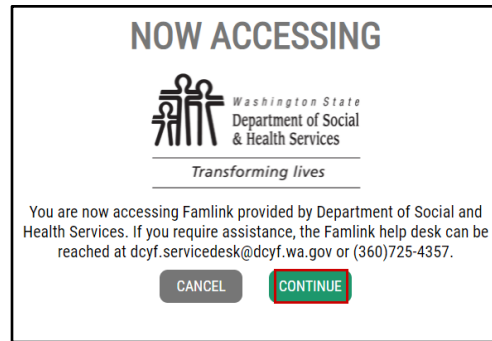 NOW ACCESSING
Washington State
Department of Social
& Health Services
Transforming lives
You are now accessing Famlink provided by Department of Social and
Health Services. If you require assistance, the Famlink help desk can be
reached at dcyf.servicedesk@dcyf.wa.gov or (360)725-4357.
CANCEL CONTINUE